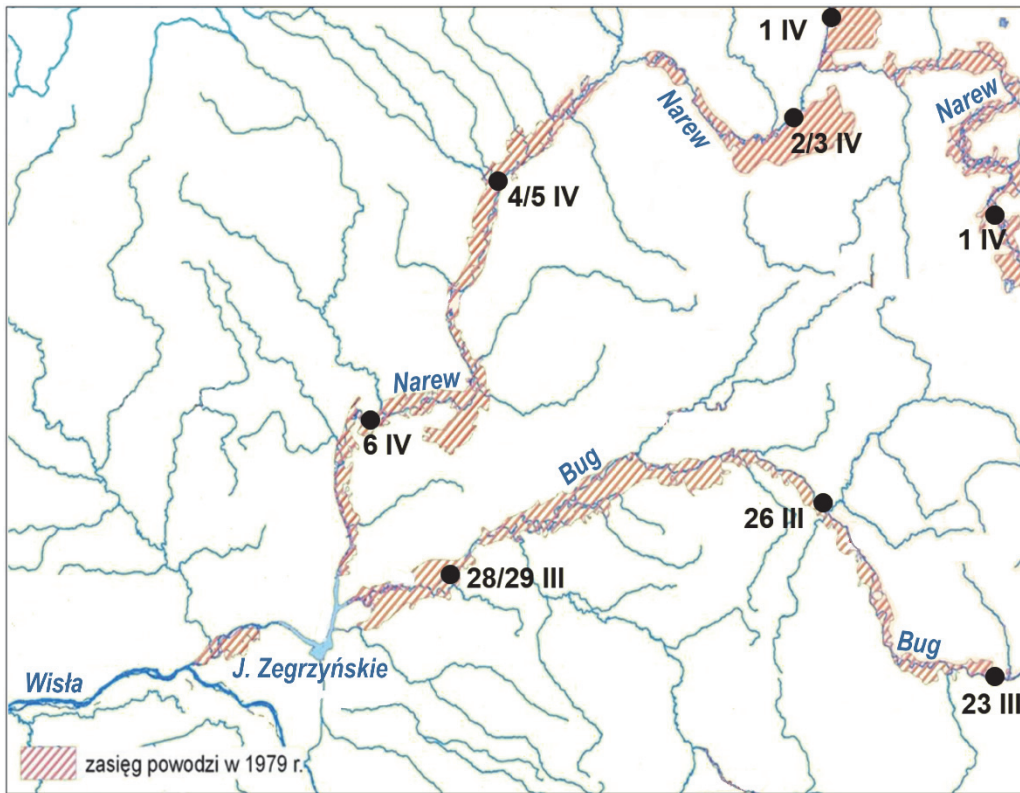 1 IV
Narew
Narew
2/3 IV
4/5 IV
1 IV
Narew
6 IV
Bug
26 III
28/29 III
Bug
J. Zegrzyńskie
Wisła
23 III
zasięg powodzi w 1979 r.